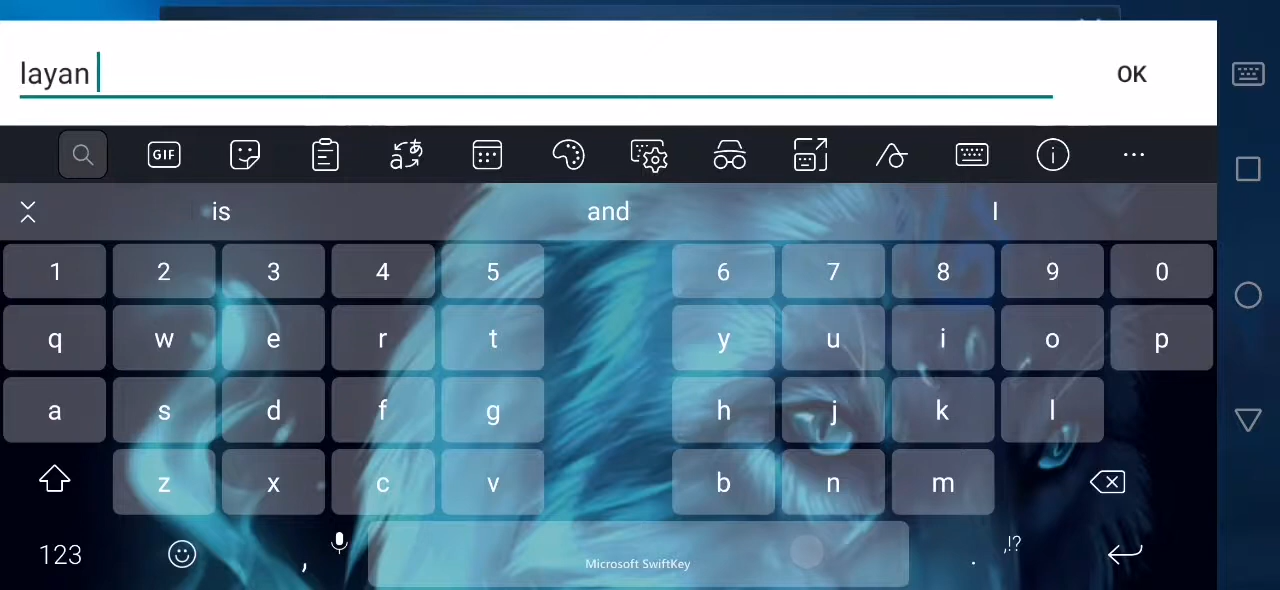 layan
OK
GIF
is and I
1 2 3 4 5 6 7 8 9 0
q w e r t y u i o p
a s d f g h j k l
z x c v b n m
123 , Microsoft SwiftKey . ,!?